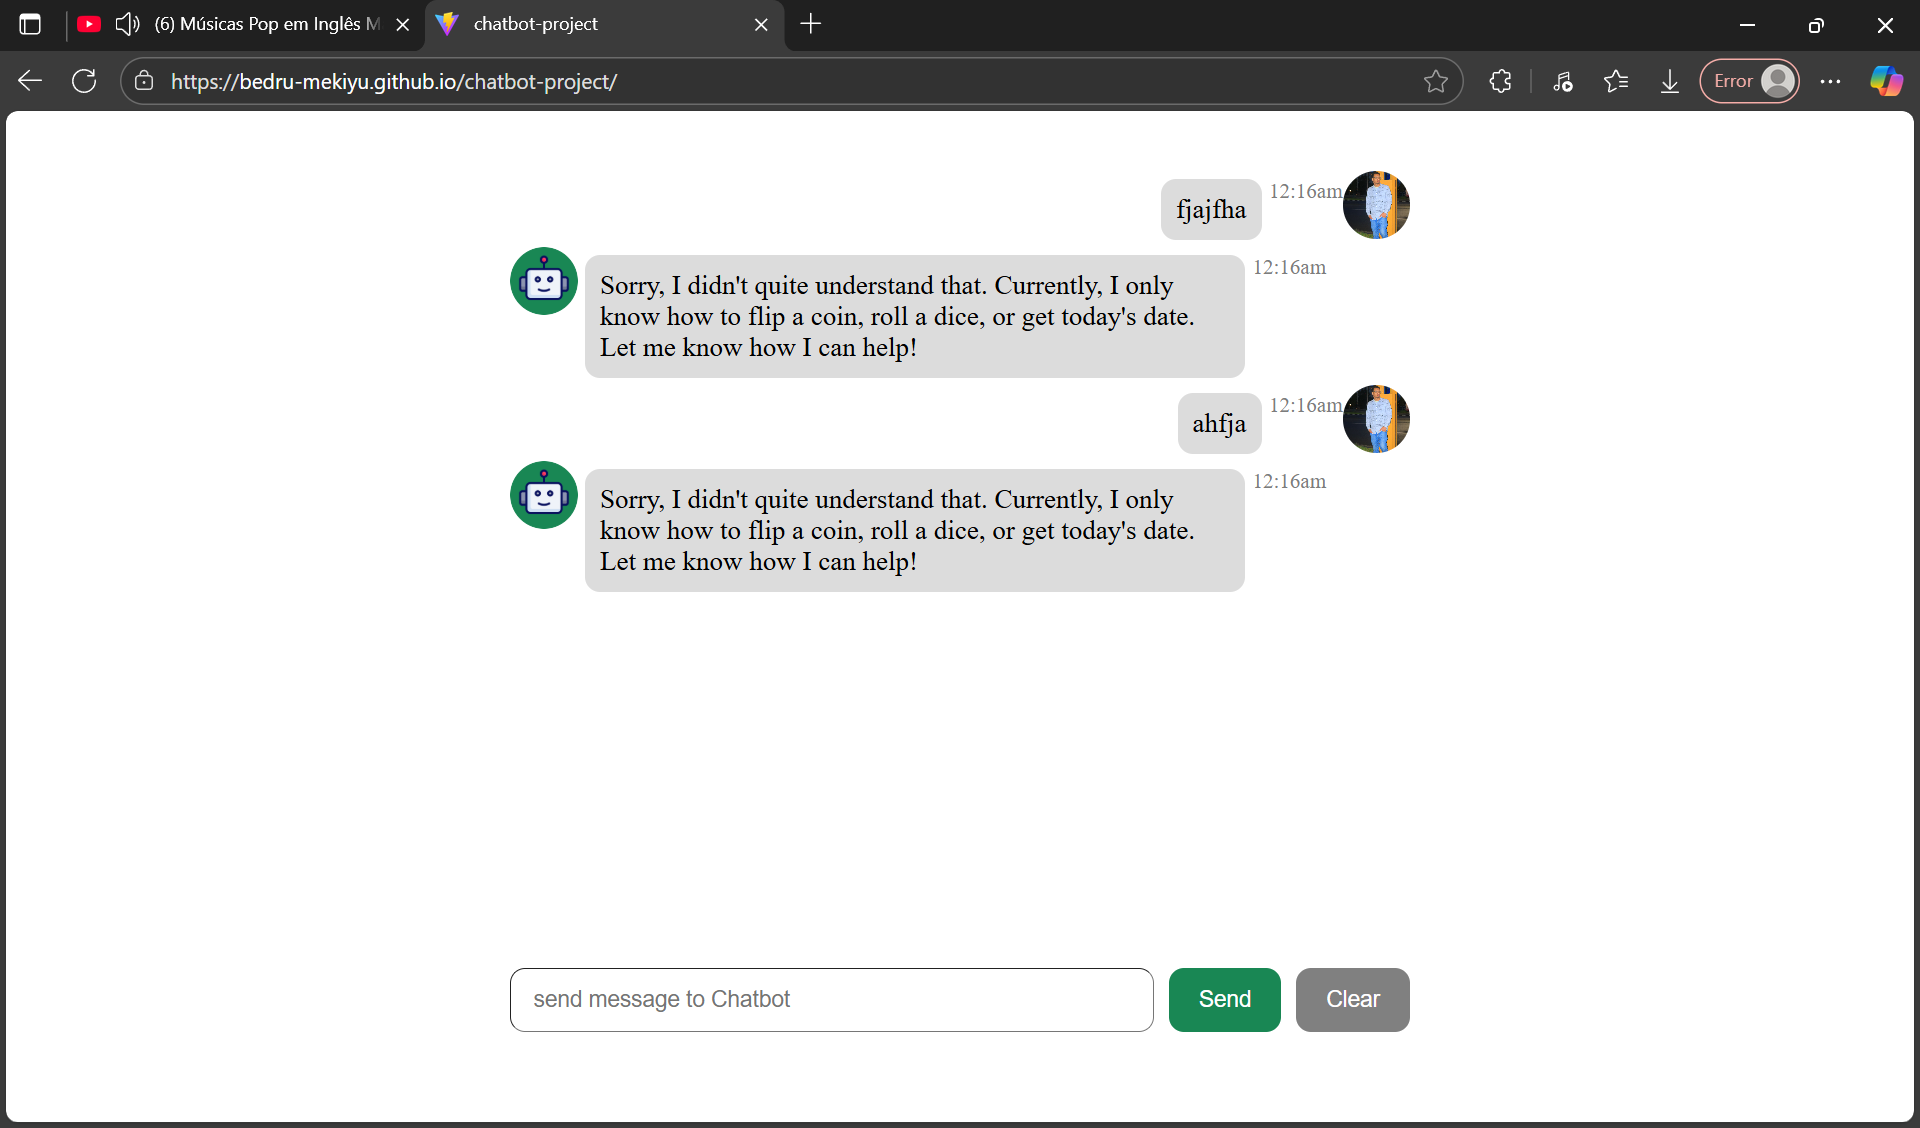 (6) Músicas Pop em Inglês
chatbot-project
https://bedru-mekiyu.github.io/chatbot-project/
Error
fjajfha
12:16am
Sorry, I didn't quite understand that. Currently, I only
know how to flip a coin, roll a dice, or get today's date.
Let me know how I can help!
12:16am
ahfja
12:16am
Sorry, I didn't quite understand that. Currently, I only
know how to flip a coin, roll a dice, or get today's date.
Let me know how I can help!
12:16am
send message to Chatbot
Send
Clear